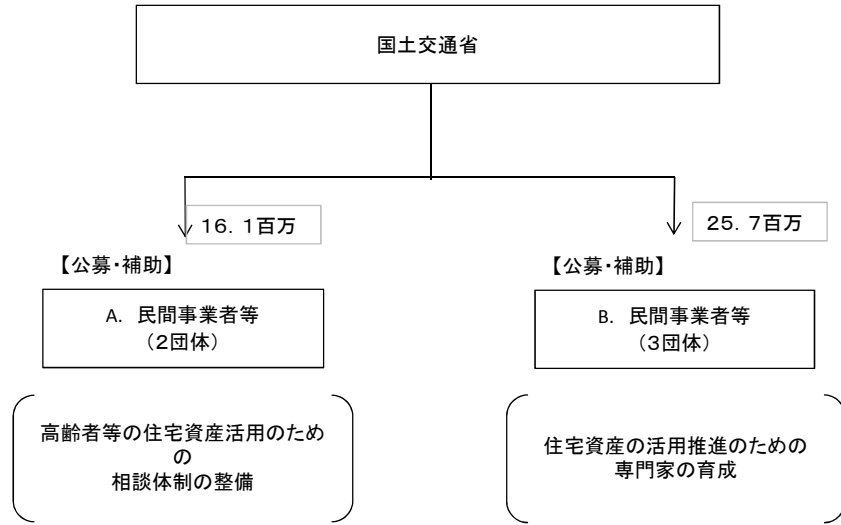 国土交通省
16．1百万
25．7百万
【公募・補助】
【公募・補助】
A. 民間事業者等
（2団体）
B. 民間事業者等
（3団体）
高齢者等の住宅資産活用のため
の
相談体制の整備
住宅資産の活用推進のための
専門家の育成